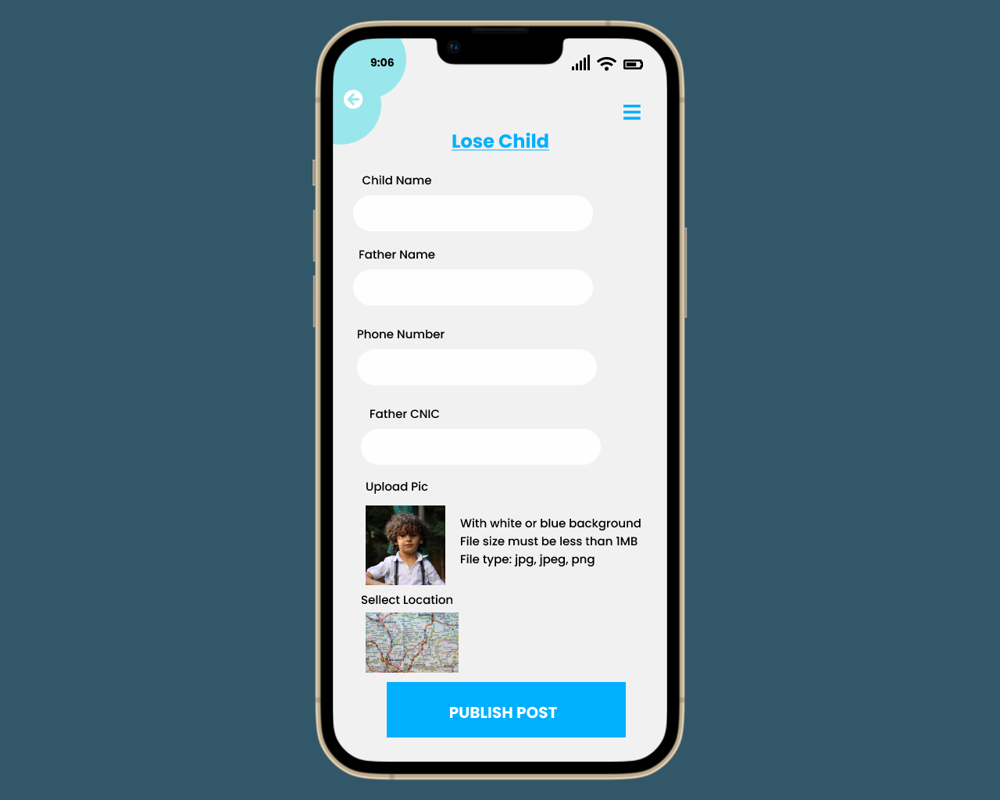 9:06
Lose Child
Child Name
Father Name
Phone Number
Father CNIC
Upload Pic
With white or blue background
File size must be less than 1MB
File type: jpg, jpeg, png
Sellect Location
PUBLISH POST